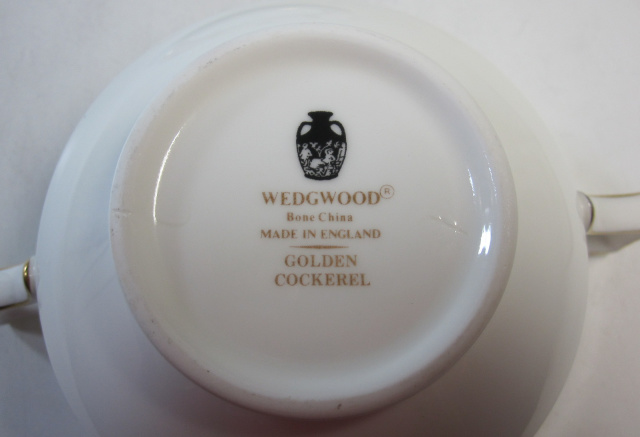 WEDGWOOD®
Bone China
MADE IN ENGLAND
GOLDEN
COCKEREL